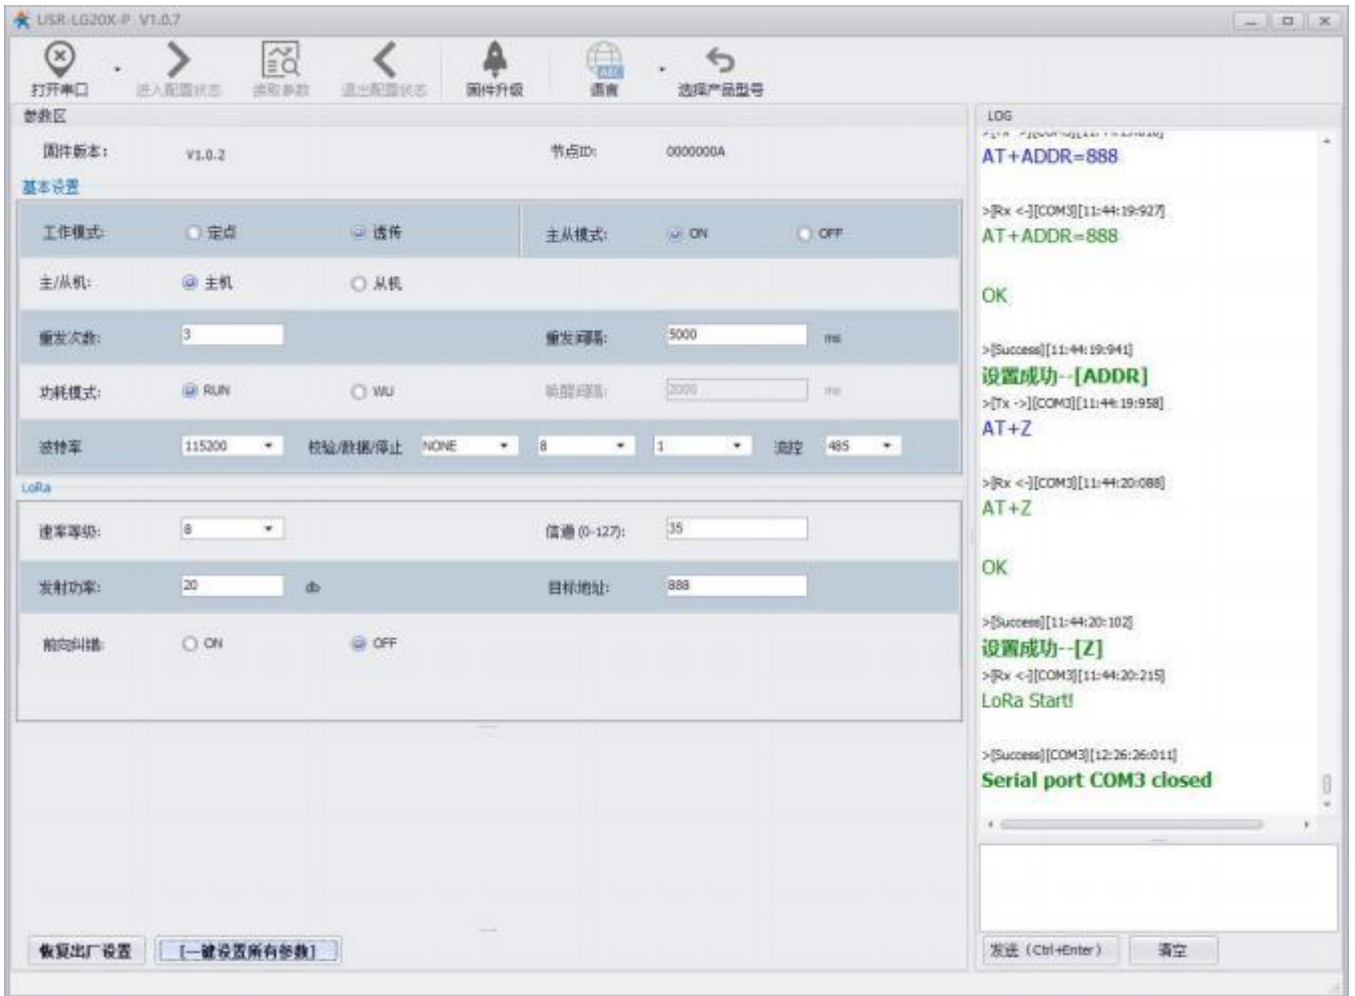 USR-LG20X-P V1.0.7
打开串口 进入配置状态 读取参数 退出配置状态 固件升级 语言 选择产品型号
ABC
参数区
固件版本: V1.0.2 节点ID: 0000000A
基本设置
工作模式: 定点 透传 主从模式: ON OFF
主/从机: 主机 从机
重发次数: 3 重发间隔: 5000 ms
功耗模式: RUN WU 唤醒间隔: 2000 ms
波特率 115200 校验/数据/停止 NONE 8 1 流控 485
LoRa
速率等级: 8 信道(0-127): 35
发射功率: 20 db 目标地址: 888
前向纠错: ON OFF
恢复出厂设置 [一键设置所有参数]
LOG
AT+ADDR=888
>[Rx <-][COM3][11:44:19:927]
AT+ADDR=888
OK
>[Success][11:44:19:941]
设置成功--[ADDR]
>[Tx ->][COM3][11:44:19:958]
AT+Z
>[Rx <-][COM3][11:44:20:088]
AT+Z
OK
>[Success][11:44:20:102]
设置成功--[Z]
>[Rx <-][COM3][11:44:20:215]
LoRa Start!
>[Success][COM3][12:26:26:011]
Serial port COM3 closed
发送（Ctrl+Enter） 清空